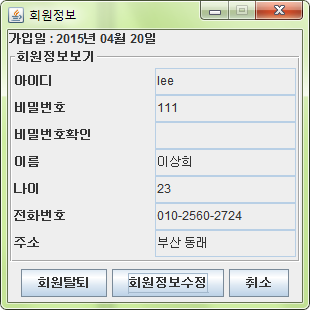 회원정보
가입일 : 2015년 04월 20일
회원정보보기
아이디 lee
비밀번호 111
비밀번호확인
이름 이상희
나이 23
전화번호 010-2560-2724
주소 부산 동래
회원탈퇴 회원정보수정 취소